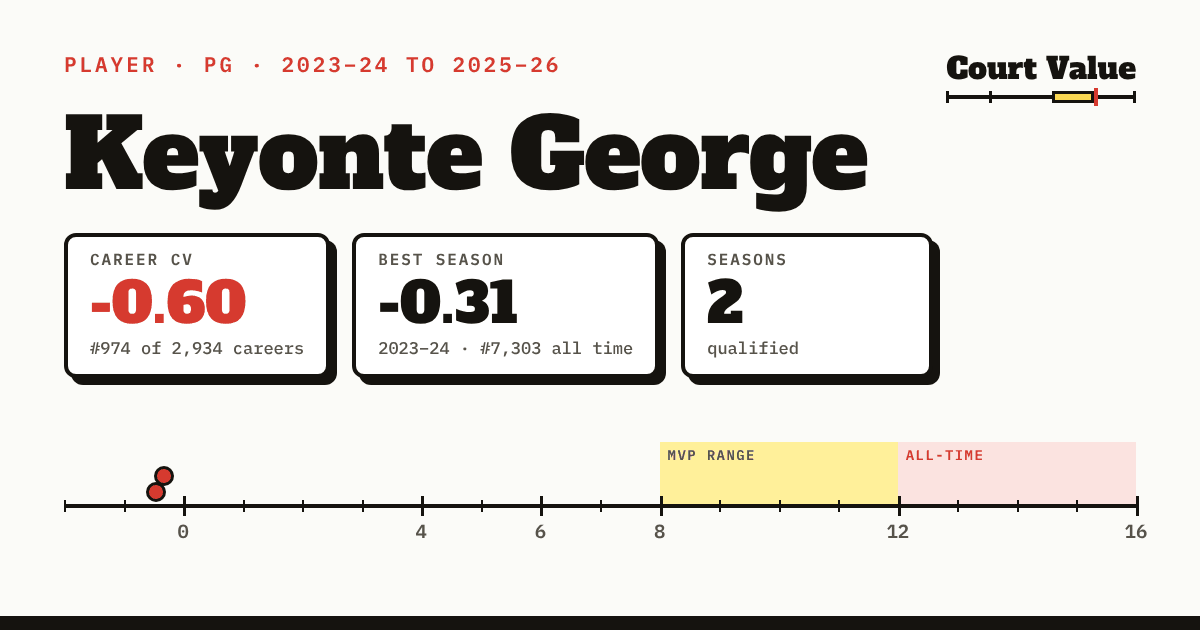 PLAYER · PG · 2023–24 TO 2025–26
Court Value
Keyonte George
CAREER CV
-0.60
#974 of 2,934 careers
BEST SEASON
-0.31
2023–24 · #7,303 all time
SEASONS
2
qualified
MVP RANGE
ALL-TIME
0
4
6
8
12
16